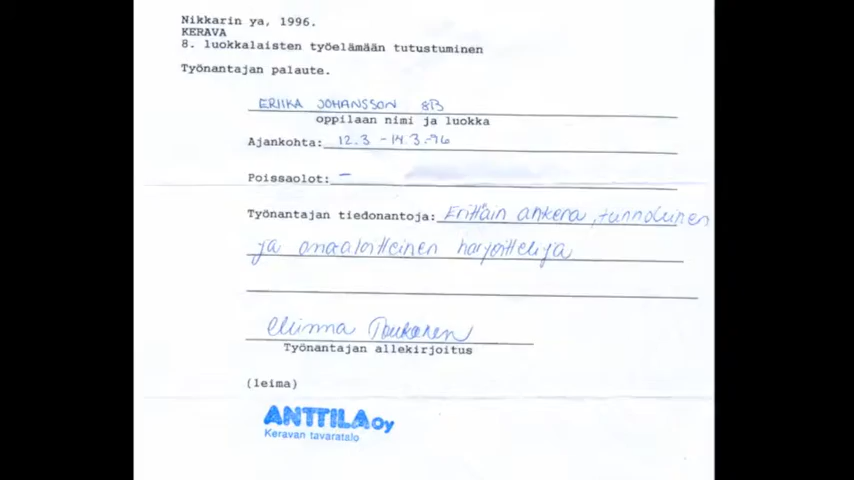 Nikkarin ya, 1996.
KERAVA
8. luokkalaisten työelämään tutustuminen
Työnantajan palaute.
ERIIKA JOHANSSON 8B
oppilaan nimi ja luokka
Ajankohta: 12.3 - 14.3.-96
Poissaolot: –
Työnantajan tiedonantoja: Erittäin ahkera, tunnollinen
ja omaaloitteinen harjoittelija
Minna
Työnantajan allekirjoitus
(leima)
ANTTILA OY
Keravan tavaratalo